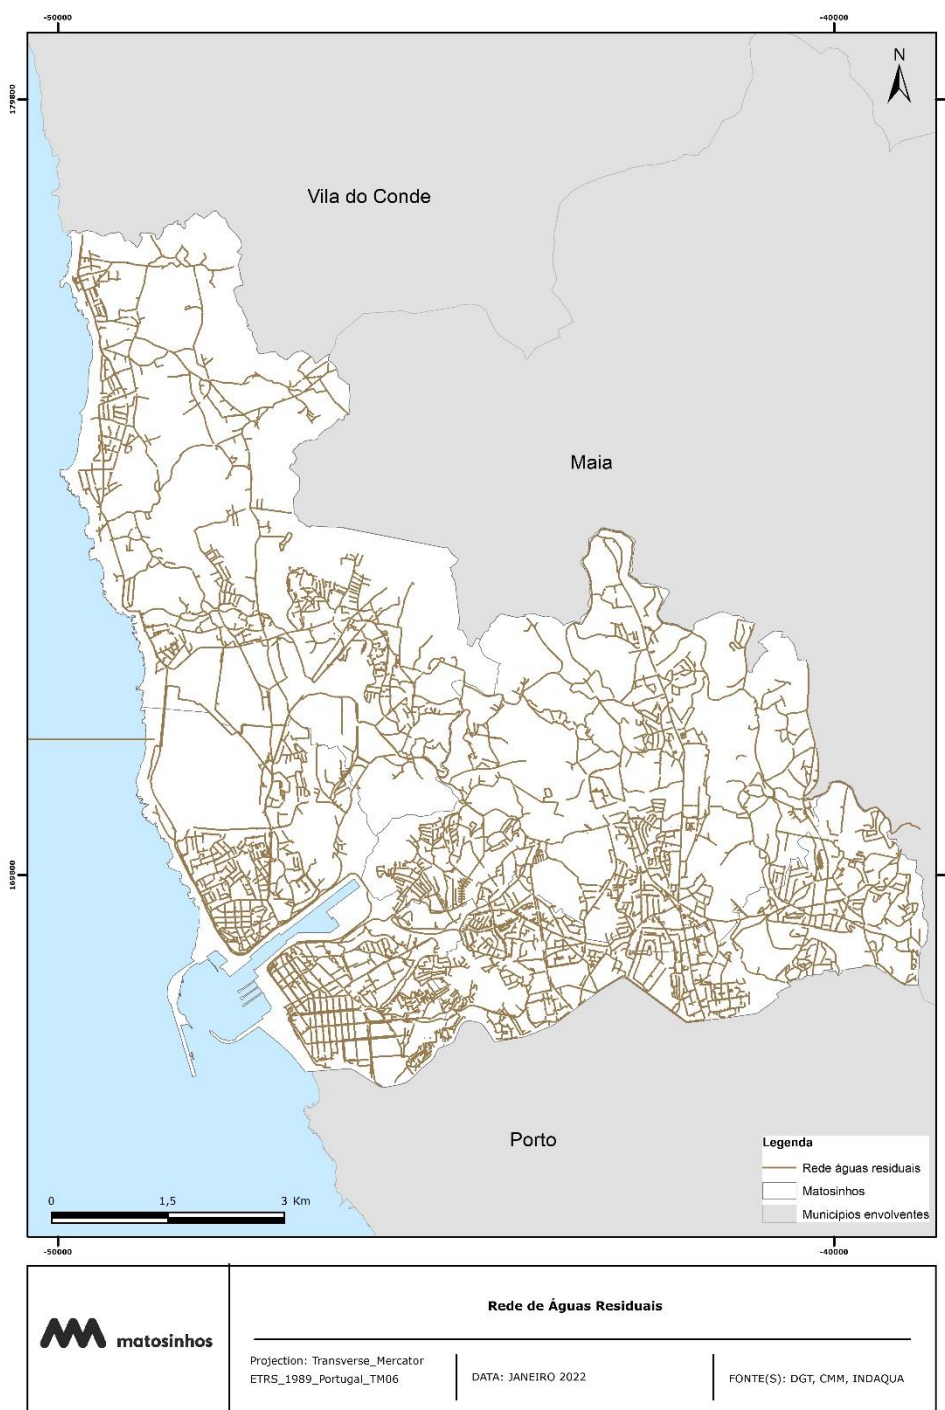 -50000
-40000
179800
N
Vila do Conde
Maia
169800
Porto
Legenda
Rede águas residuais
Matosinhos
Municípios envolventes
0
1,5
3 Km
-50000
-40000
matosinhos
Rede de Águas Residuais
Projection: Transverse_Mercator
ETRS_1989_Portugal_TM06
DATA: JANEIRO 2022
FONTE(S): DGT, CMM, INDAQUA